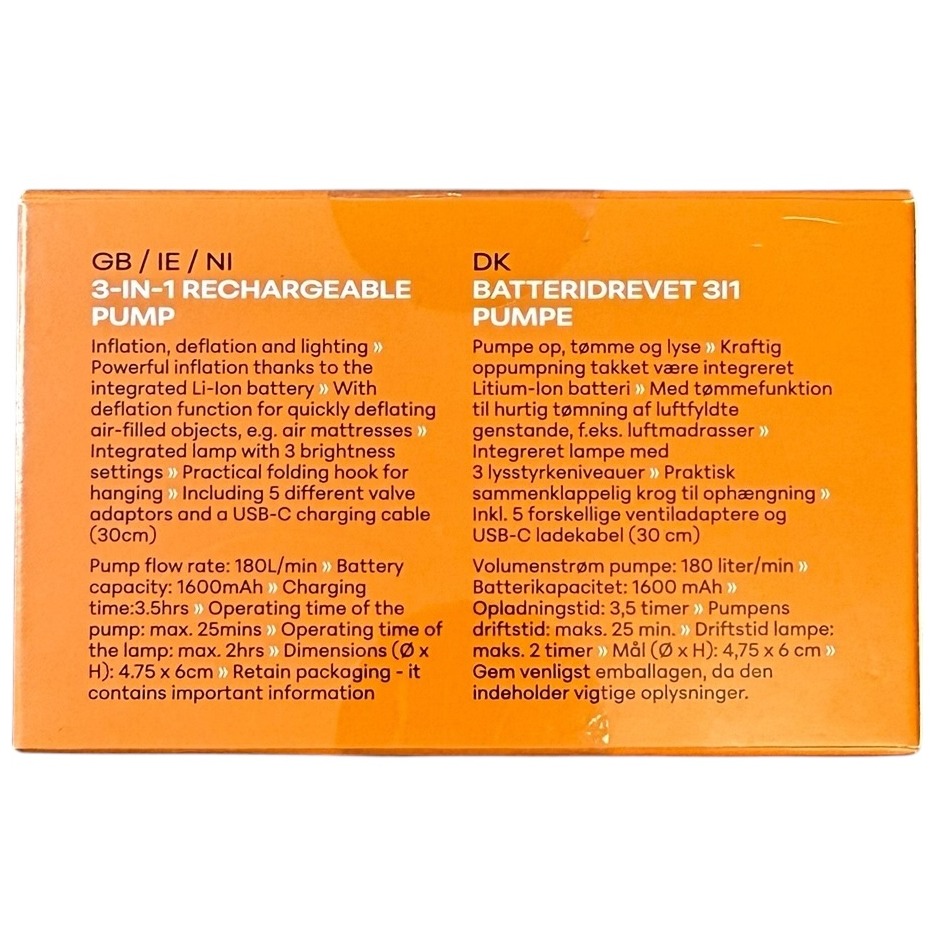 GB / IE / NI
3-IN-1 RECHARGEABLE
PUMP
Inflation, deflation and lighting »
Powerful inflation thanks to the
integrated Li-Ion battery » With
deflation function for quickly deflating
air-filled objects, e.g. air mattresses »
Integrated lamp with 3 brightness
settings » Practical folding hook for
hanging » Including 5 different valve
adaptors and a USB-C charging cable
(30cm)
Pump flow rate: 180L/min » Battery
capacity: 1600mAh » Charging
time:3.5hrs » Operating time of the
pump: max. 25mins » Operating time of
the lamp: max. 2hrs » Dimensions (Ø x
H): 4.75 x 6cm » Retain packaging - it
contains important information
DK
BATTERIDREVET 3I1
PUMPE
Pumpe op, tømme og lyse » Kraftig
oppumpning takket være integreret
Litium-Ion batteri » Med tømmefunktion
til hurtig tømning af luftfyldte
genstande, f.eks. luftmadrasser »
Integreret lampe med
3 lysstyrkeniveauer » Praktisk
sammenklappelig krog til ophængning »
Inkl. 5 forskellige ventiladaptere og
USB-C ladekabel (30 cm)
Volumenstrøm pumpe: 180 liter/min »
Batterikapacitet: 1600 mAh »
Opladningstid: 3,5 timer » Pumpens
driftstid: maks. 25 min. » Driftstid lampe:
maks. 2 timer » Mål (Ø x H): 4,75 x 6 cm »
Gem venligst emballagen, da den
indeholder vigtige oplysninger.